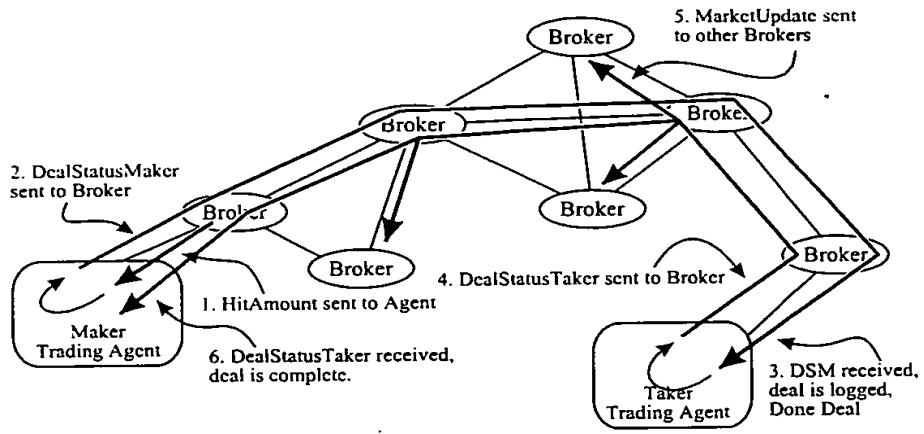 Broker
5. MarketUpdate sent
to other Brokers
Broker
Broker
2. DealStatusMaker
sent to Broker
Broker
Broker
Broker
Broker
4. DealStatusTaker sent to Broker
1. HitAmount sent to Agent
Maker
Trading Agent
6. DealStatusTaker received,
deal is complete.
3. DSM received,
deal is logged,
Done Deal
Taker
Trading Agent